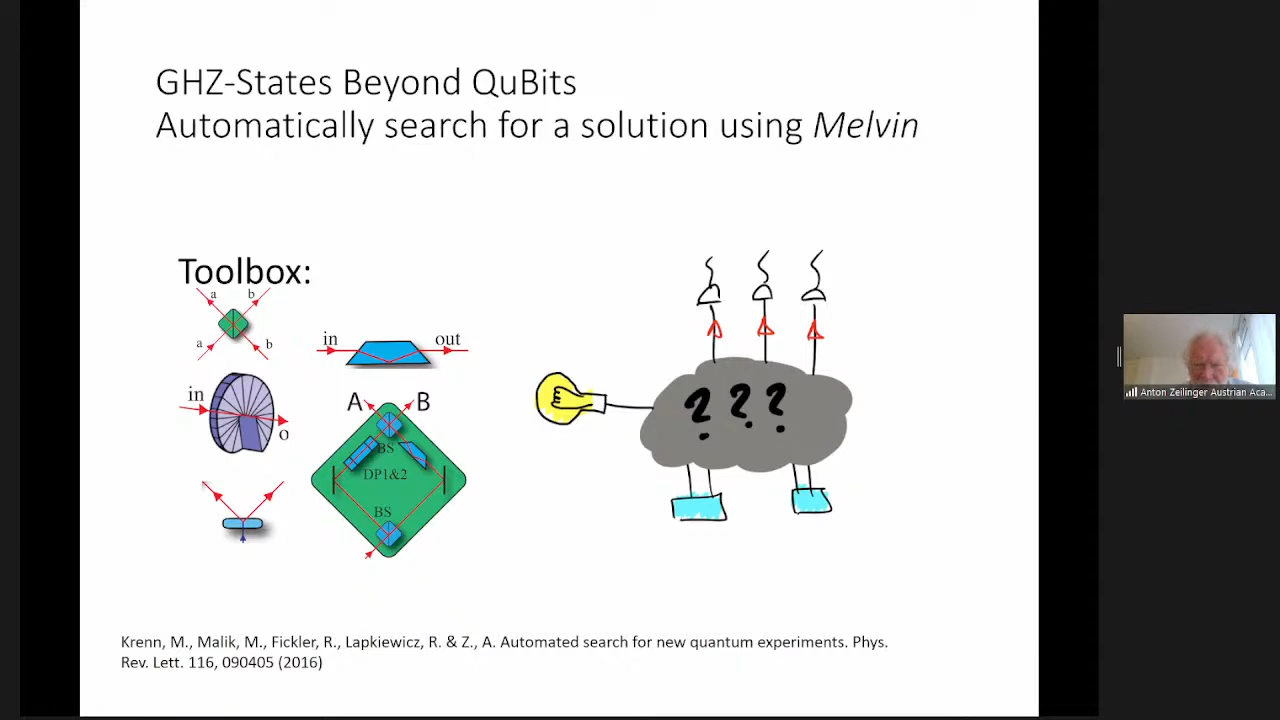 GHZ-States Beyond QuBits
Automatically search for a solution using Melvin
Toolbox:
a b
a b
in out
in o
A B
BS
DP1&2
BS
? ? ?
Anton Zeilinger Austrian Aca...
Krenn, M., Malik, M., Fickler, R., Lapkiewicz, R. & Z., A. Automated search for new quantum experiments. Phys.
Rev. Lett. 116, 090405 (2016)